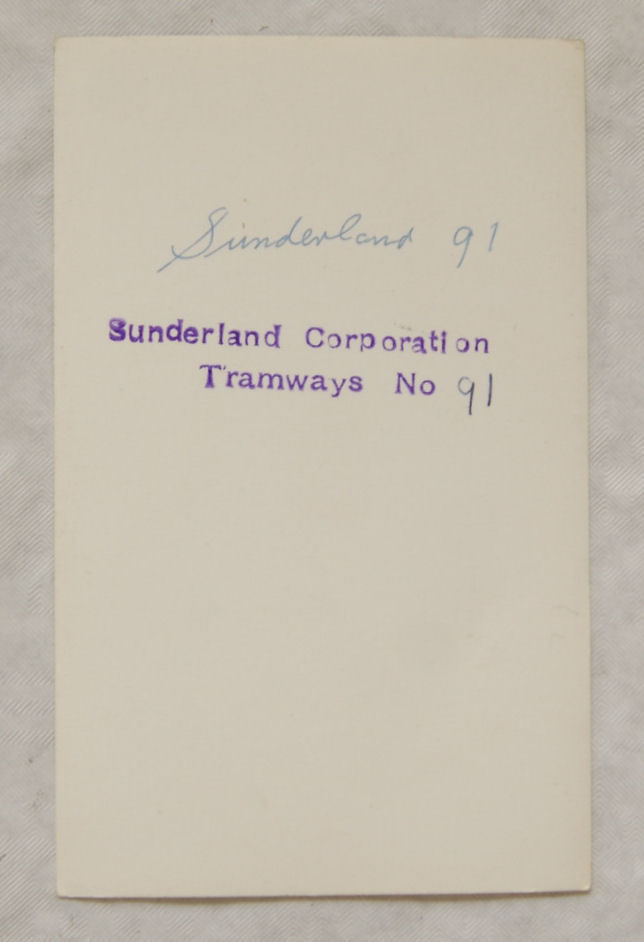 Sunderland 91
Sunderland Corporation
Tramways No 91